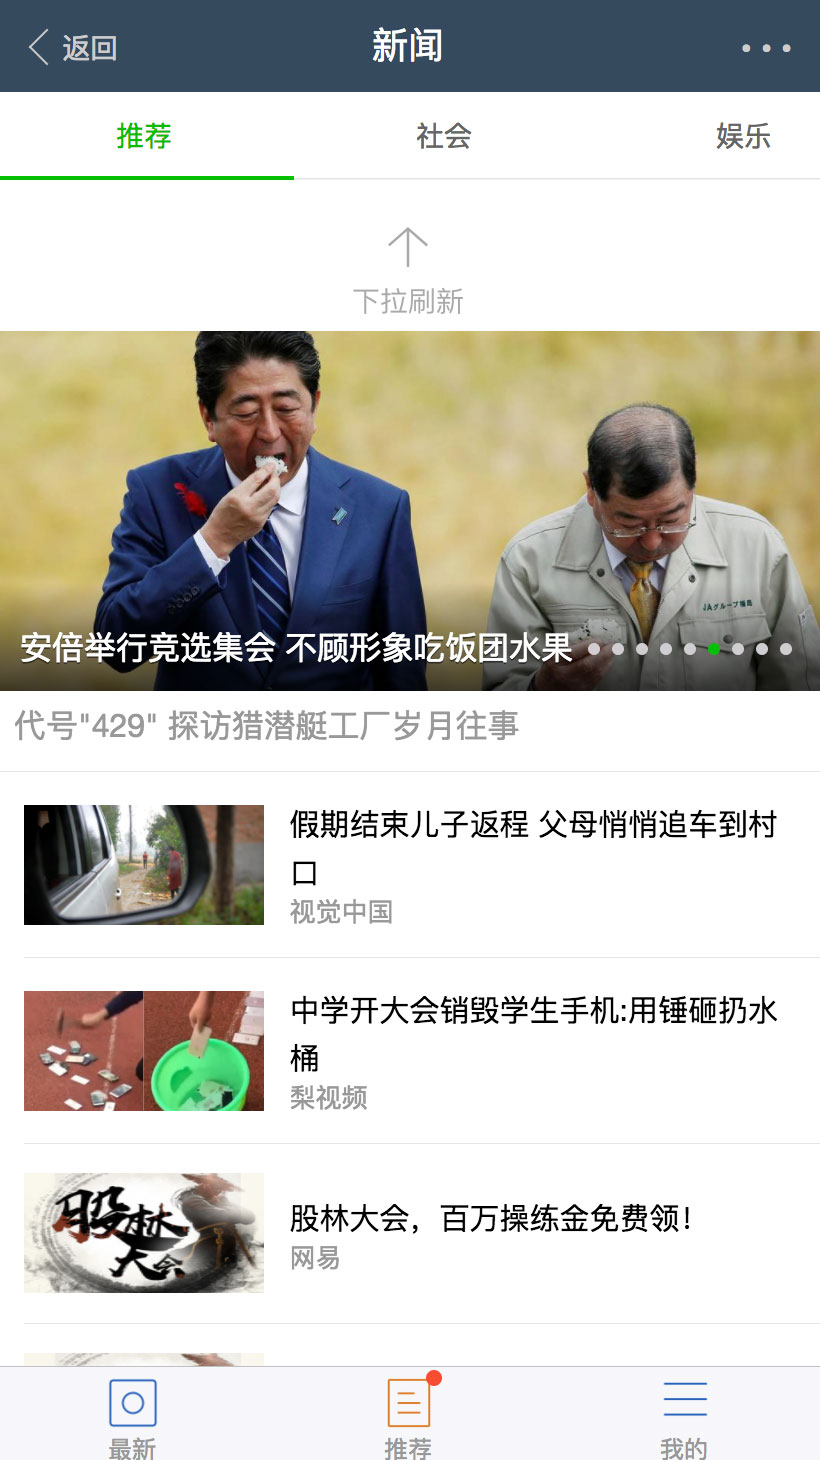 返回
新闻
推荐
社会
娱乐
下拉刷新
JAグループ福島
安倍举行竞选集会 不顾形象吃饭团水果
代号"429" 探访猎潜艇工厂岁月往事
假期结束儿子返程 父母悄悄追车到村
口
视觉中国
中学开大会销毁学生手机:用锤砸扔水
桶
梨视频
股林
大会
股林大会，百万操练金免费领！
网易
最新
推荐
我的